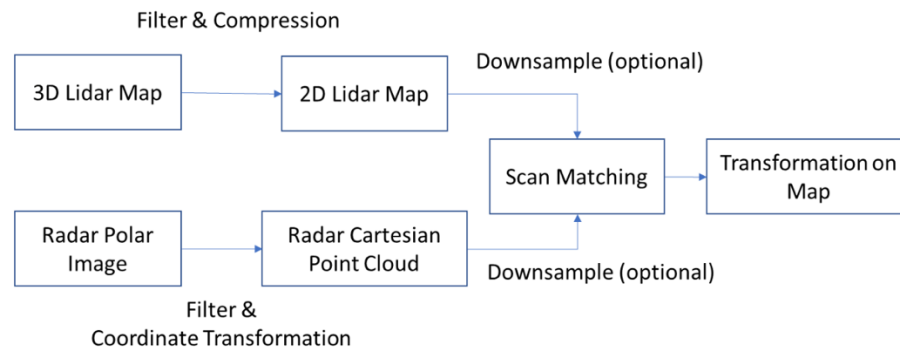 Filter & Compression
3D Lidar Map
2D Lidar Map
Downsample (optional)
Scan Matching
Transformation on
Map
Radar Polar
Image
Radar Cartesian
Point Cloud
Downsample (optional)
Filter &
Coordinate Transformation